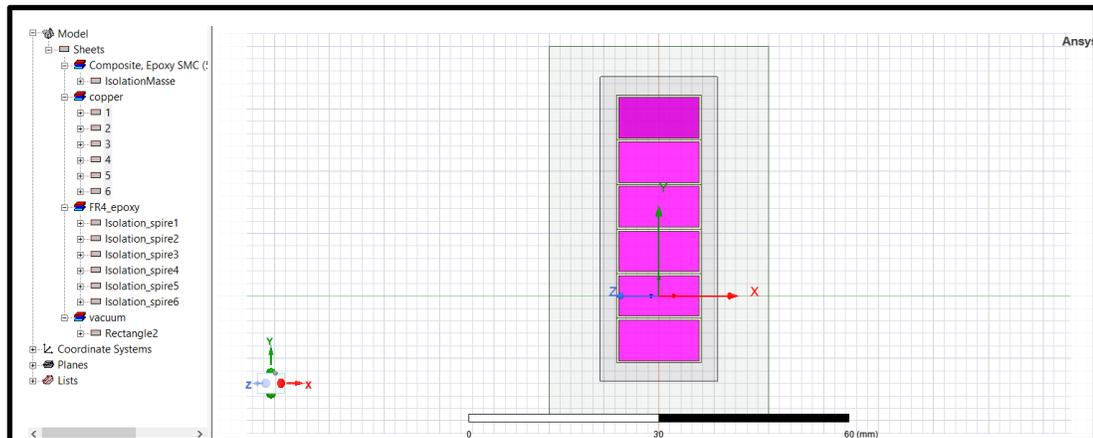 Model
Sheets
Composite, Epoxy SMC (
IsolationMasse
copper
1
2
3
4
5
6
FR4_epoxy
Isolation_spire1
Isolation_spire2
Isolation_spire3
Isolation_spire4
Isolation_spire5
Isolation_spire6
vacuum
Rectangle2
Coordinate Systems
Planes
Lists
Ansys
Y
Z
X
Y
Z
X
0
30
60 (mm)